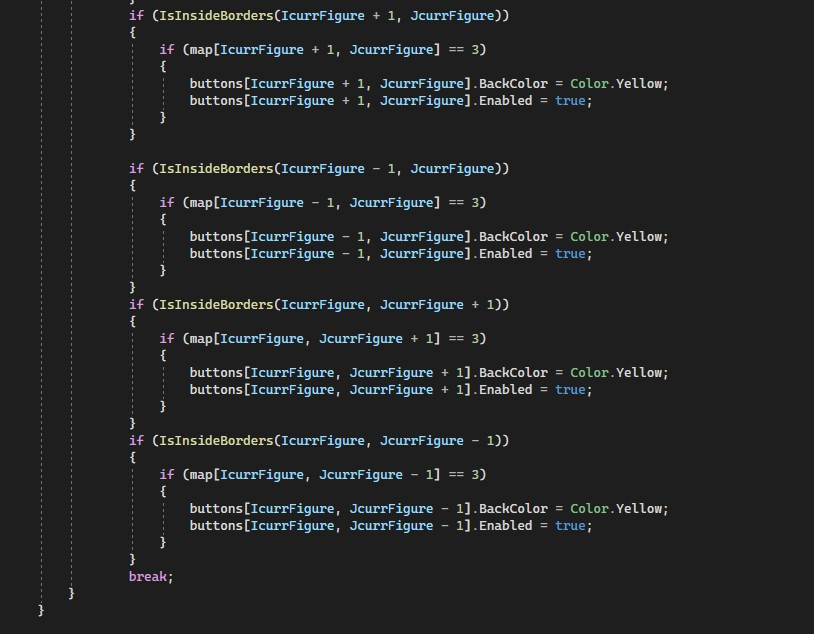 }
if (IsInsideBorders(IcurrFigure + 1, JcurrFigure))
{
if (map[IcurrFigure + 1, JcurrFigure] == 3)
{
buttons[IcurrFigure + 1, JcurrFigure].BackColor = Color.Yellow;
buttons[IcurrFigure + 1, JcurrFigure].Enabled = true;
}
}
if (IsInsideBorders(IcurrFigure - 1, JcurrFigure))
{
if (map[IcurrFigure - 1, JcurrFigure] == 3)
{
buttons[IcurrFigure - 1, JcurrFigure].BackColor = Color.Yellow;
buttons[IcurrFigure - 1, JcurrFigure].Enabled = true;
}
}
if (IsInsideBorders(IcurrFigure, JcurrFigure + 1))
{
if (map[IcurrFigure, JcurrFigure + 1] == 3)
{
buttons[IcurrFigure, JcurrFigure + 1].BackColor = Color.Yellow;
buttons[IcurrFigure, JcurrFigure + 1].Enabled = true;
}
}
if (IsInsideBorders(IcurrFigure, JcurrFigure - 1))
{
if (map[IcurrFigure, JcurrFigure - 1] == 3)
{
buttons[IcurrFigure, JcurrFigure - 1].BackColor = Color.Yellow;
buttons[IcurrFigure, JcurrFigure - 1].Enabled = true;
}
}
break;
}
}